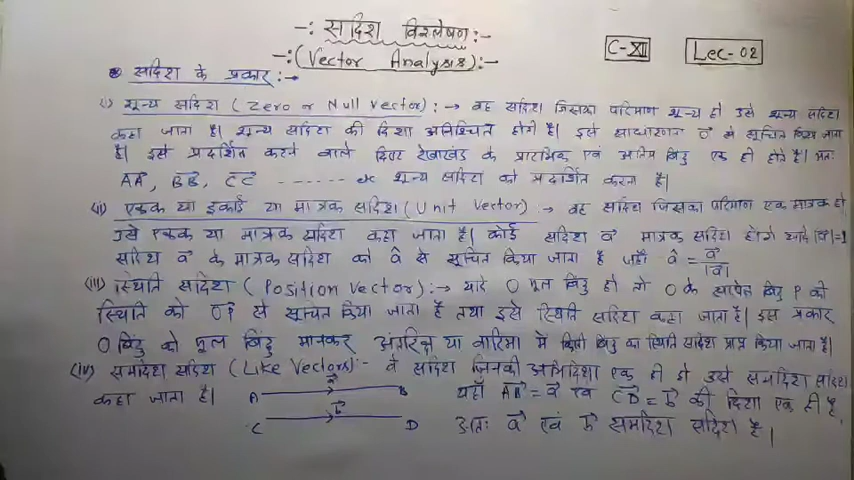 -: सदिश विश्लेषण :-
-: (Vector Analysis) :-
C-XII
Lec-02
सदिश के प्रकार :→
(i) शून्य सदिश (Zero or Null vector) :→ वह सदिश जिसका परिमाण शून्य हो उसे शून्य सदिश
कहा जाता है। शून्य सदिश की दिशा अनिश्चित होती है। इसे साधारणतः 0⃗ से सूचित किया जाता
है। इसे प्रदर्शित करने वाले दिष्ट रेखाखंड के प्रारंभिक एवं अंतिम बिंदु एक ही होते है। अतः
AA⃗, BB⃗, CC⃗ ------- etc शून्य सदिश को प्रदर्शित करता है।
(ii) एकक या इकाई या मात्रक सदिश (Unit Vector) → वह सदिश जिसका परिमाण एक मात्रक हो
उसे एकक या मात्रक सदिश कहा जाता है। कोई सदिश a⃗ मात्रक सदिश होगा यदि |a⃗|=1
सदिश a⃗ के मात्रक सदिश को â से सूचित किया जाता है जहाँ â = a⃗/|a⃗|
(iii) स्थिति सदिश (Position Vector) :→ यदि O मूल बिंदु हो तो O के सापेक्ष बिंदु P की
स्थिति को OP⃗ से सूचित किया जाता है तथा इसे स्थिति सदिश कहा जाता है। इस प्रकार
O बिंदु को मूल बिंदु मानकर अंतरिक्ष या में किसी बिंदु का स्थिति सदिश प्राप्त किया जाता है।
(iv) समदिश सदिश (Like Vectors) :- वे सदिश जिनकी अभिदिशा एक ही हो उसे समदिश सदिश
कहा जाता है। A a⃗ B यहाँ AB⃗ = a⃗ एवं CD⃗ = b⃗ की दिशा एक ही है,
C b⃗ D अतः a⃗ एवं b⃗ समदिश सदिश है।